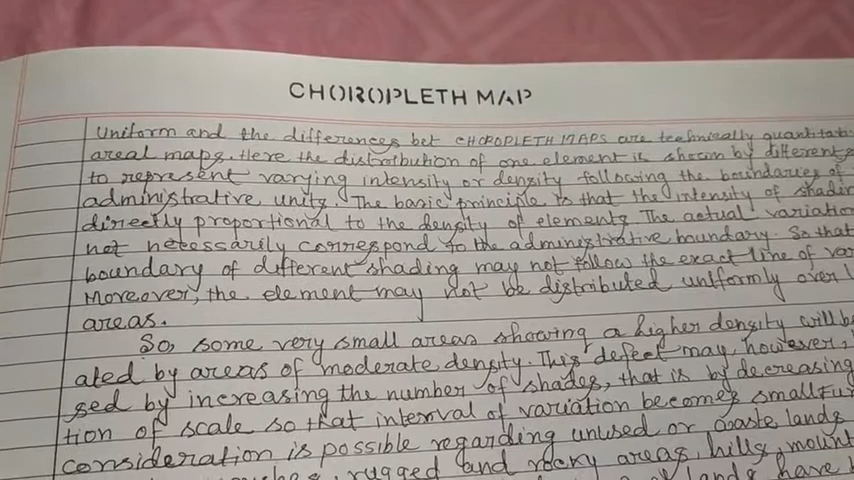 CHOROPLETH MAP
Uniform and the differences bet CHOROPLETH MAPS are technically quantitati
areal maps. Here the distribution of one element is shown by different s
to represent varying intensity or density following the boundaries of
administrative units. The basic principle is that the intensity of shadin
directly proportional to the density of elements. The actual variation
not necessarily correspond to the administrative boundary. So that
boundary of different shading may not follow the exact line of var
Moreover, the element may not be distributed uniformly over
areas.
So, some very small areas showing a higher density will be
ated by areas of moderate density. This defect may, however,
sed by increasing the number of shades, that is by decreasing
tion of scale so that interval of variation becomes small Fur
consideration is possible regarding unused or waste lands
rugged and rocky areas, hills, mount
lands have